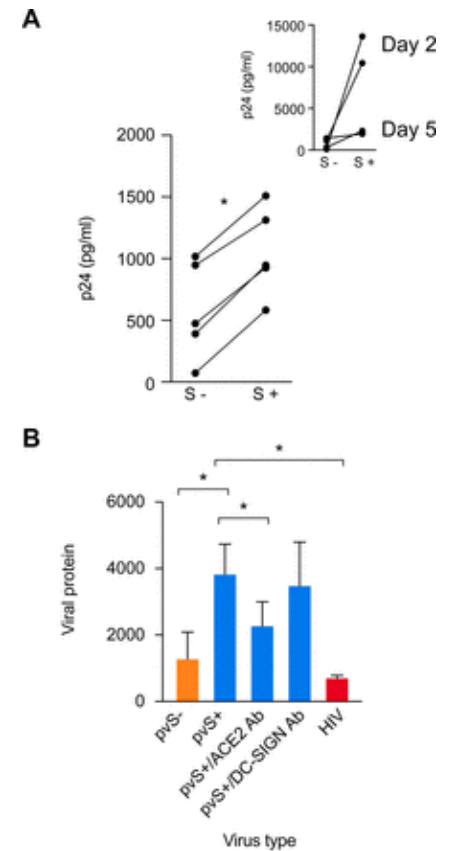 A
15000
10000
5000
0
p24 (pg/ml)
S -
S +
Day 2
Day 5
2000
1500
1000
500
0
p24 (pg/ml)
*
S -
S +
B
*
*
*
6000
4000
2000
0
Viral protein
pvS-
pvS+
pvS+/ACE2 Ab
pvS+/DC-SIGN Ab
HIV
Virus type